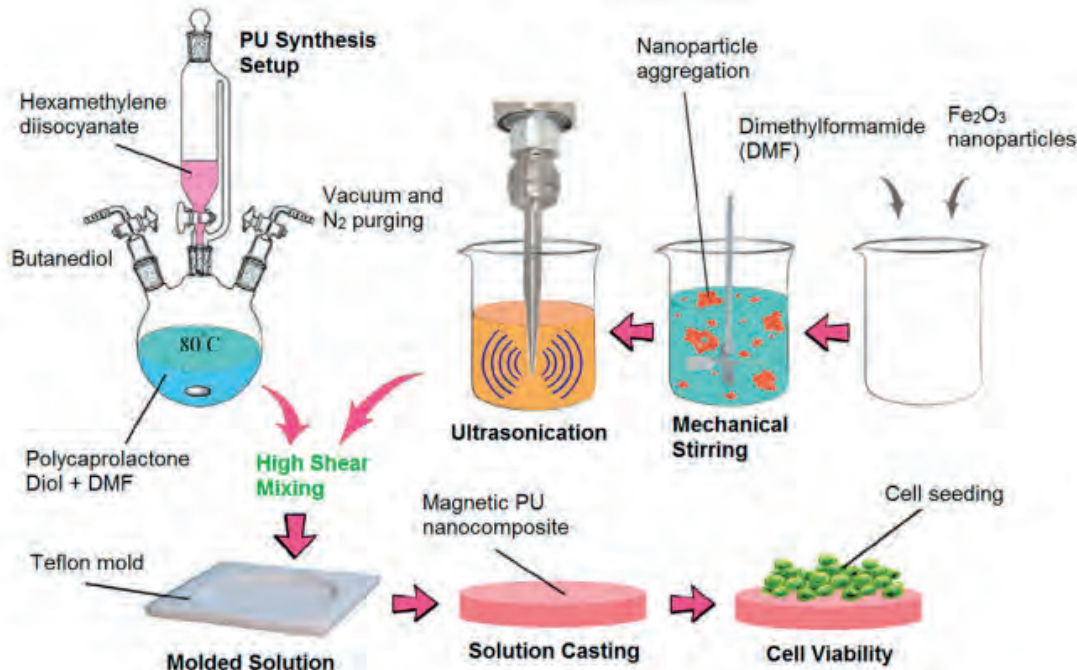 PU Synthesis
Setup
Hexamethylene
diisocyanate
Vacuum and
N₂ purging
Butanediol
80°C
Polycaprolactone
Diol + DMF
Nanoparticle
aggregation
Dimethylformamide
(DMF)
Fe₂O₃
nanoparticles
Ultrasonication
Mechanical
Stirring
High Shear
Mixing
Teflon mold
Molded Solution
Magnetic PU
nanocomposite
Solution Casting
Cell seeding
Cell Viability